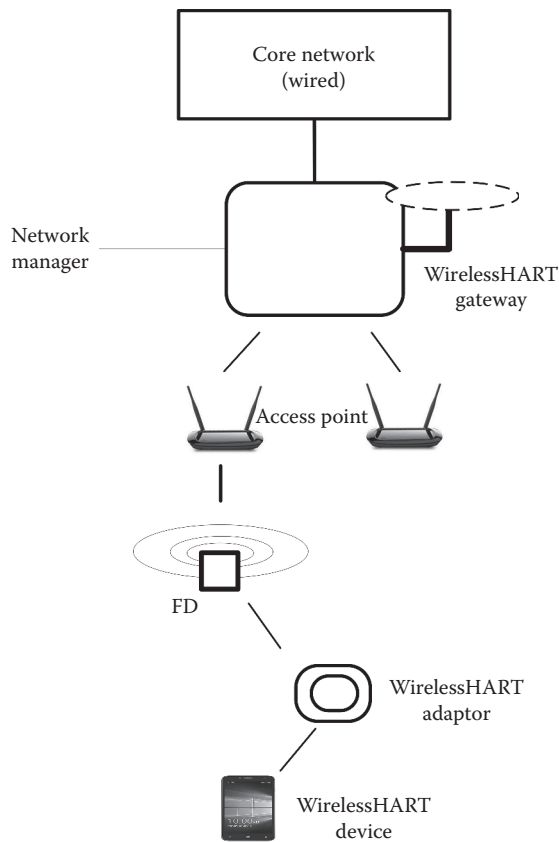 Core network
(wired)
Network
manager
WirelessHART
gateway
Access point
FD
WirelessHART
adaptor
WirelessHART
device